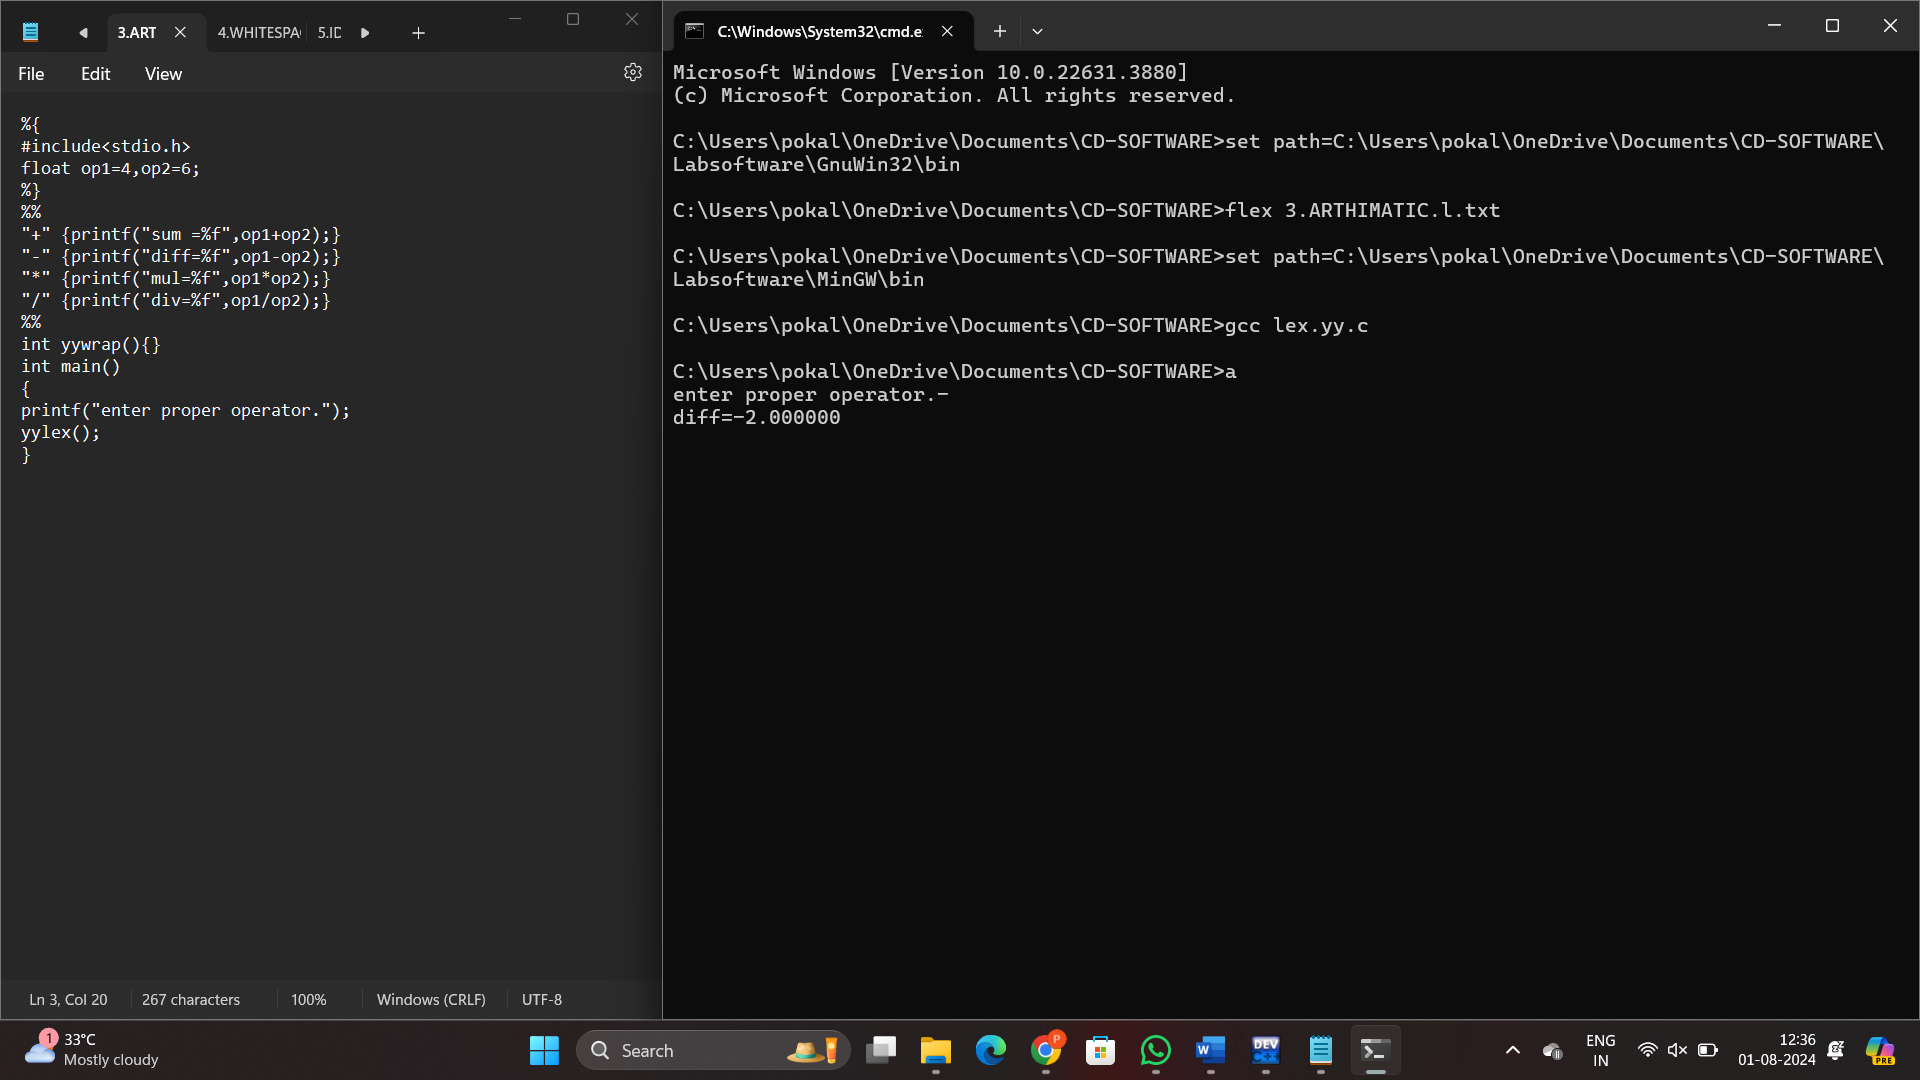 3.ART
4.WHITESPA
5.IC
File
Edit
View
%{
#include<stdio.h>
float op1=4,op2=6;
%}
%%
"+" {printf("sum =%f",op1+op2);}
"-" {printf("diff=%f",op1-op2);}
"*" {printf("mul=%f",op1*op2);}
"/" {printf("div=%f",op1/op2);}
%%
int yywrap(){}
int main()
{
printf("enter proper operator.");
yylex();
}
Ln 3, Col 20
267 characters
100%
Windows (CRLF)
UTF-8
C:\Windows\System32\cmd.e
Microsoft Windows [Version 10.0.22631.3880]
(c) Microsoft Corporation. All rights reserved.
C:\Users\pokal\OneDrive\Documents\CD-SOFTWARE>set path=C:\Users\pokal\OneDrive\Documents\CD-SOFTWARE\
Labsoftware\GnuWin32\bin
C:\Users\pokal\OneDrive\Documents\CD-SOFTWARE>flex 3.ARTHIMATIC.l.txt
C:\Users\pokal\OneDrive\Documents\CD-SOFTWARE>set path=C:\Users\pokal\OneDrive\Documents\CD-SOFTWARE\
Labsoftware\MinGW\bin
C:\Users\pokal\OneDrive\Documents\CD-SOFTWARE>gcc lex.yy.c
C:\Users\pokal\OneDrive\Documents\CD-SOFTWARE>a
enter proper operator.-
diff=-2.000000
1
33°C
Mostly cloudy
Search
P
W
DEV
C++
ENG
IN
12:36
01-08-2024
PRE